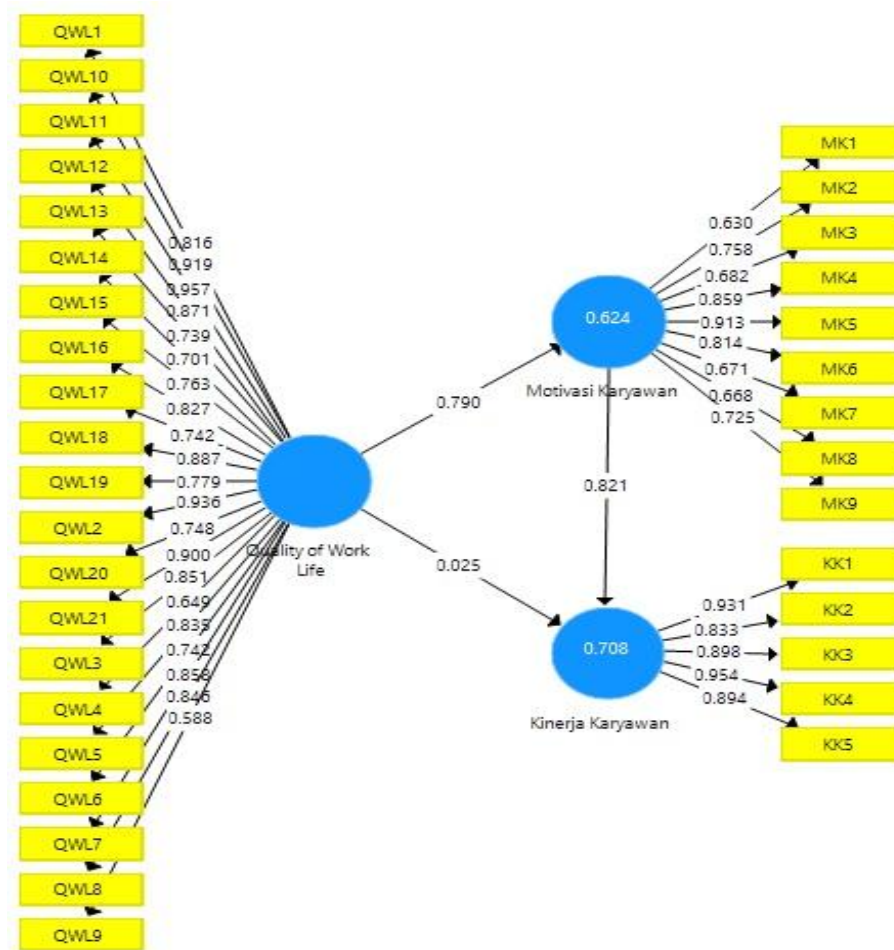 QWL1
QWL10
QWL11
QWL12
QWL13
QWL14
QWL15
QWL16
QWL17
QWL18
QWL19
QWL2
QWL20
QWL21
QWL3
QWL4
QWL5
QWL6
QWL7
QWL8
QWL9
0.816
0.919
0.957
0.871
0.739
0.701
0.763
0.827
0.742
0.887
0.779
0.936
0.748
0.900
0.851
0.649
0.835
0.742
0.858
0.846
0.588
Quality of Work
Life
0.790
0.025
0.624
Motivasi Karyawan
0.821
0.708
Kinerja Karyawan
0.630
0.758
0.682
0.859
0.913
0.814
0.671
0.668
0.725
MK1
MK2
MK3
MK4
MK5
MK6
MK7
MK8
MK9
0.931
0.833
0.898
0.954
0.894
KK1
KK2
KK3
KK4
KK5